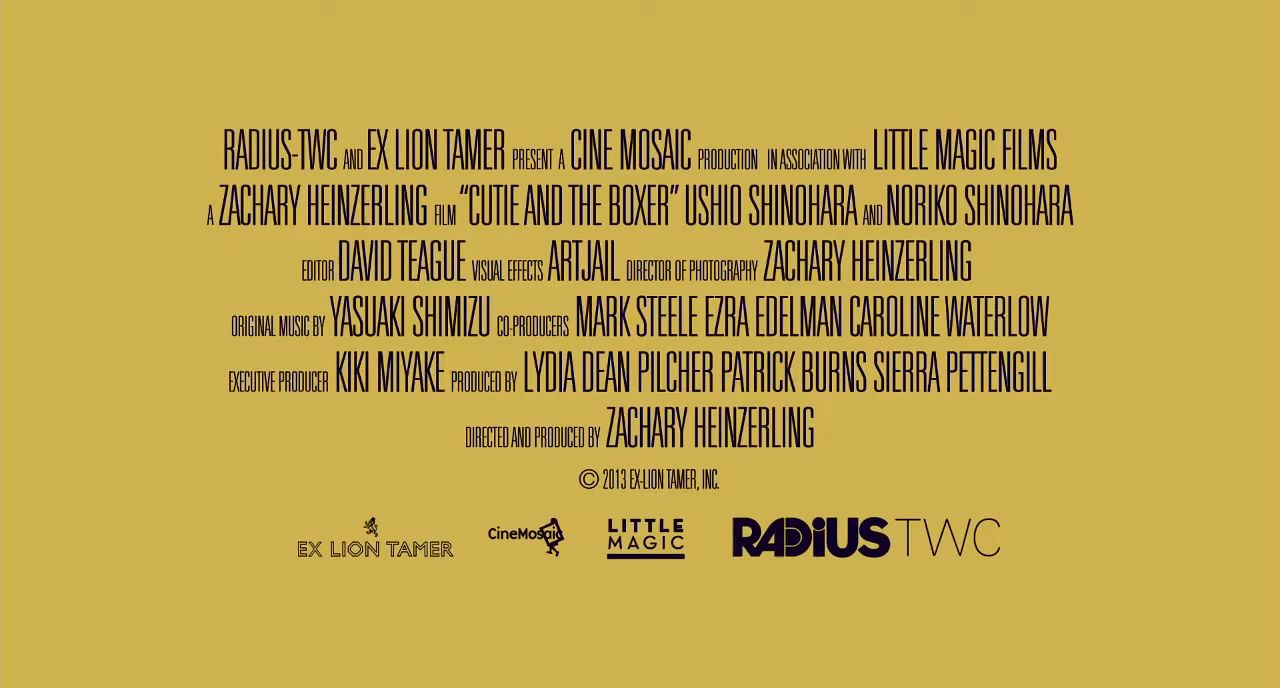 RADIUS-TWC AND EX LION TAMER PRESENT A CINE MOSAIC PRODUCTION IN ASSOCIATION WITH LITTLE MAGIC FILMS
A ZACHARY HEINZERLING FILM “CUTIE AND THE BOXER” USHIO SHINOHARA AND NORIKO SHINOHARA
EDITOR DAVID TEAGUE VISUAL EFFECTS ARTJAIL DIRECTOR OF PHOTOGRAPHY ZACHARY HEINZERLING
ORIGINAL MUSIC BY YASUAKI SHIMIZU CO-PRODUCERS MARK STEELE EZRA EDELMAN CAROLINE WATERLOW
EXECUTIVE PRODUCER KIKI MIYAKE PRODUCED BY LYDIA DEAN PILCHER PATRICK BURNS SIERRA PETTENGILL
DIRECTED AND PRODUCED BY ZACHARY HEINZERLING
© 2013 EX-LION TAMER, INC.
EX LION TAMER CineMosaic LITTLE MAGIC RADiUS TWC